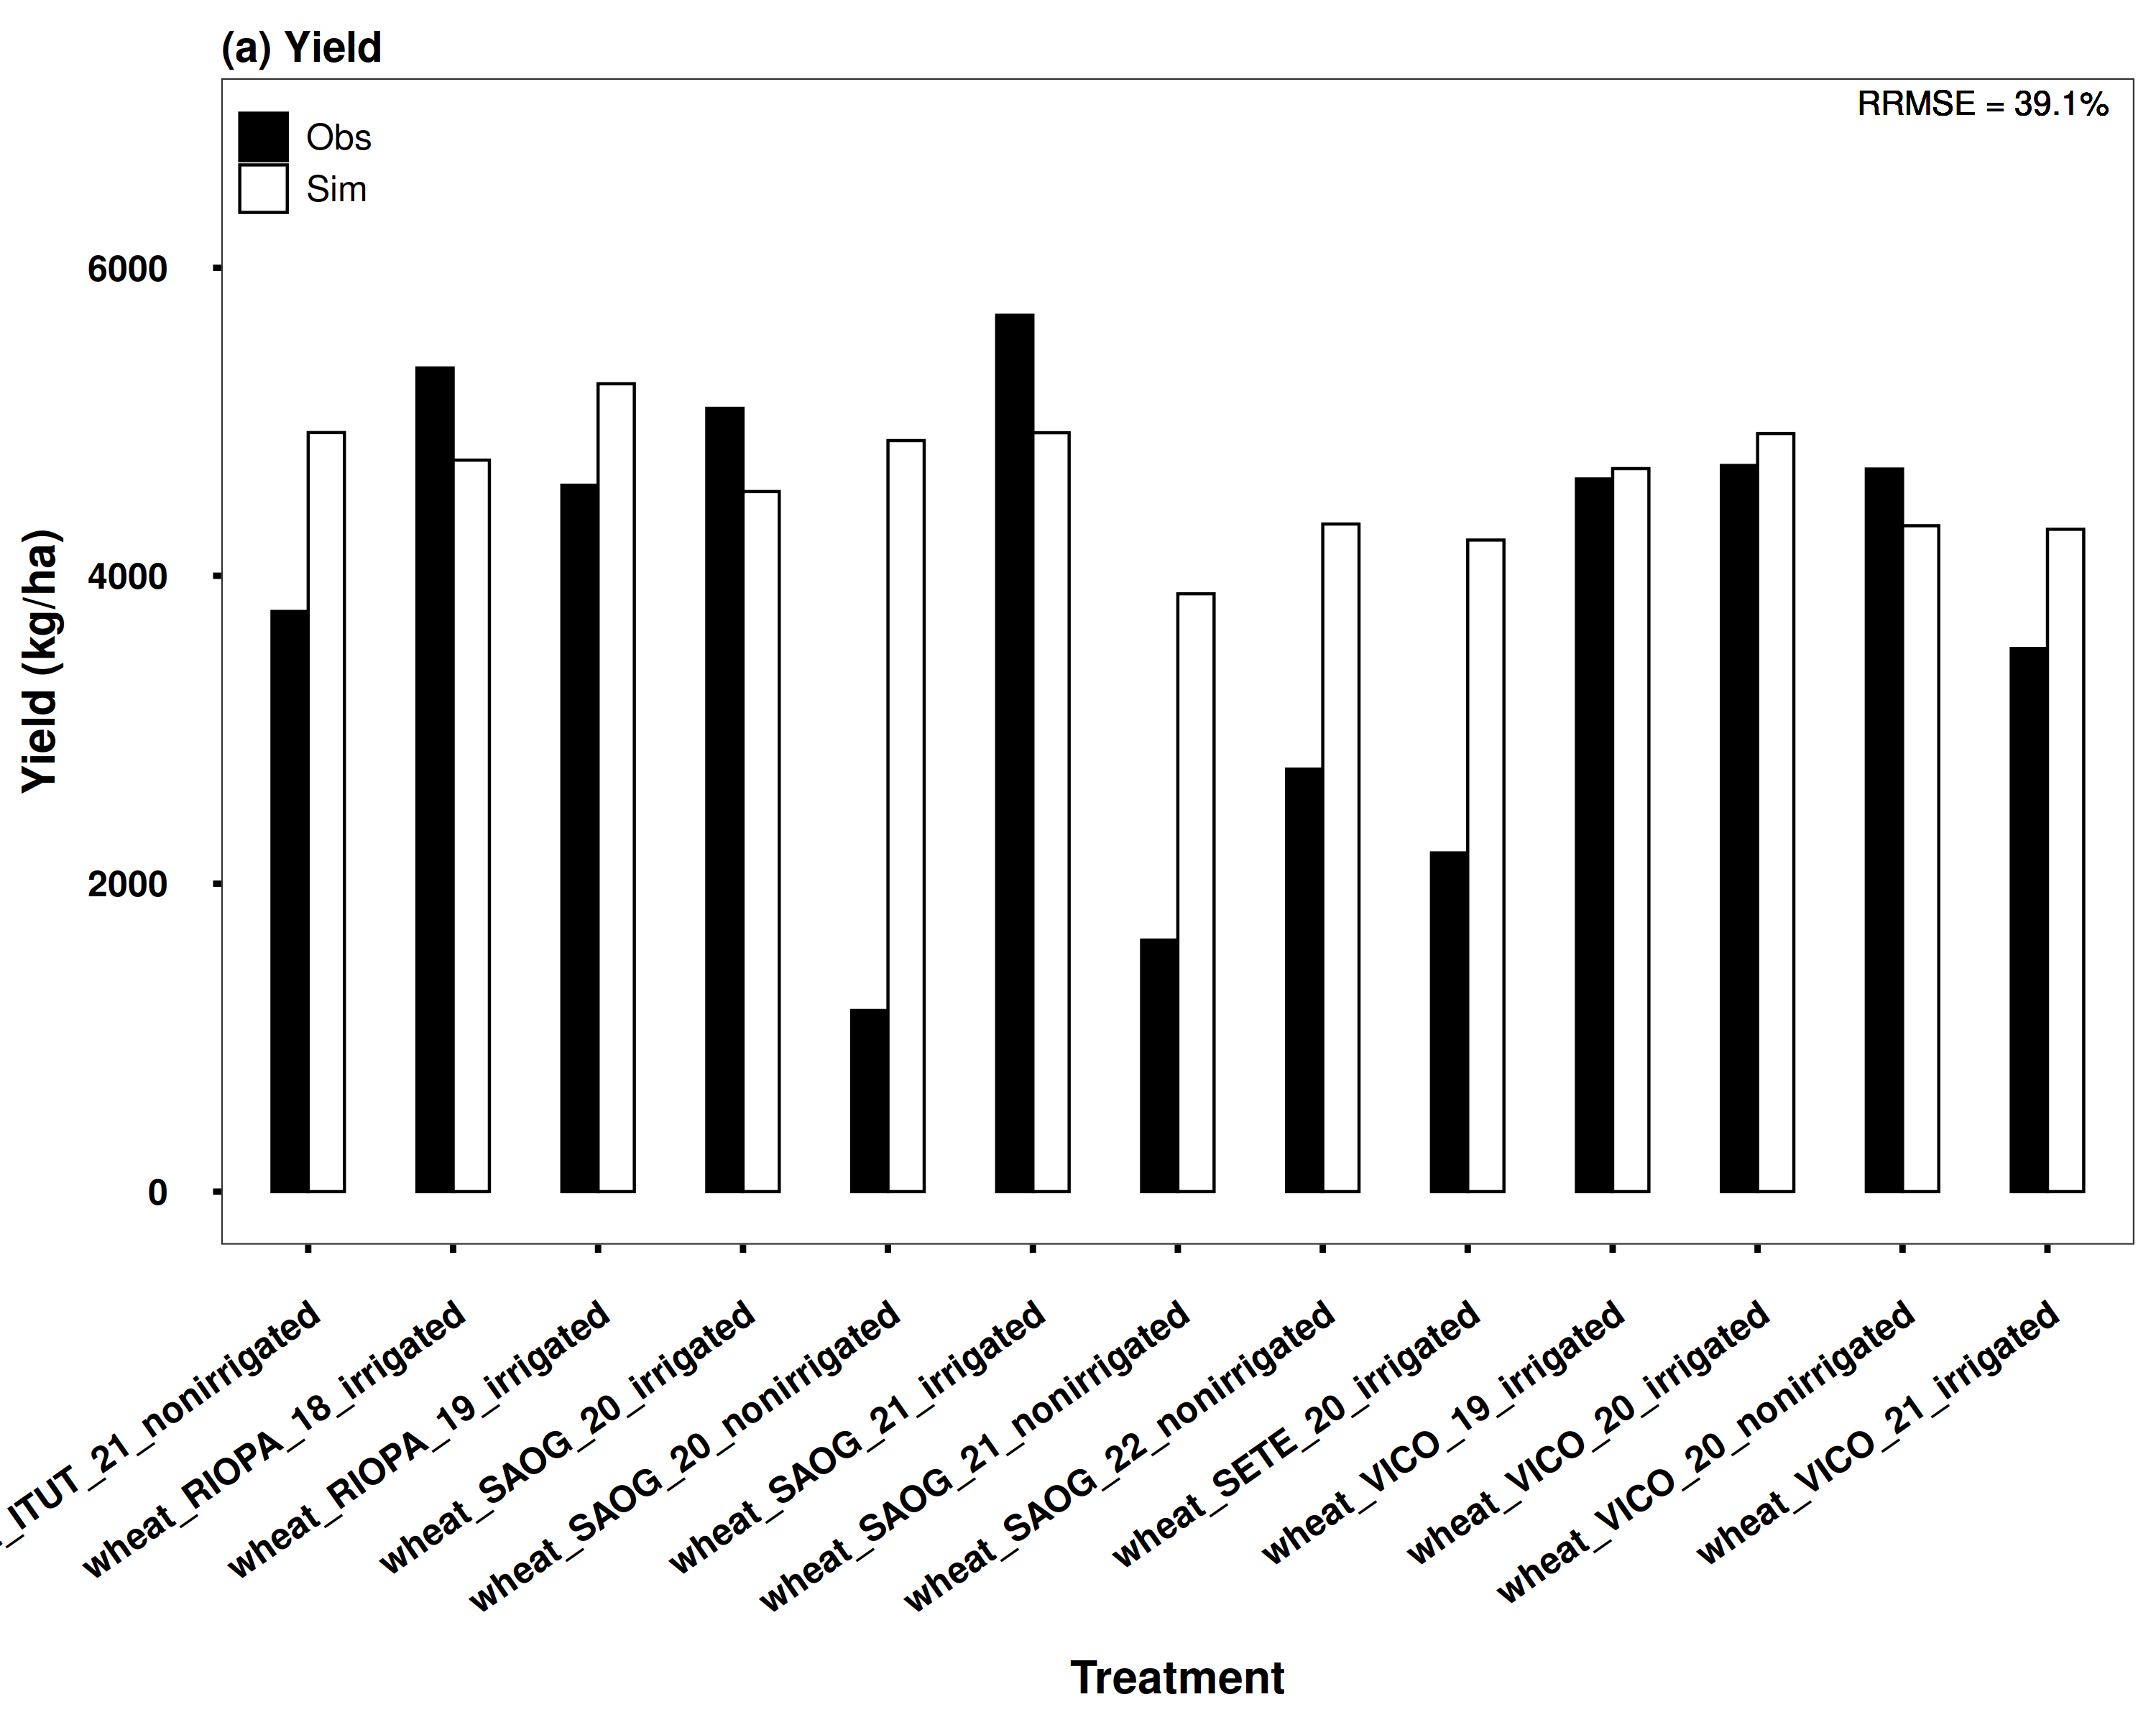 (a) Yield
RRMSE = 39.1%
Obs
Sim
6000
4000
2000
0
Yield (kg/ha)
_ITUT_21_nonirrigated
wheat_RIOPA_18_irrigated
wheat_RIOPA_19_irrigated
wheat_SAOG_20_irrigated
wheat_SAOG_20_nonirrigated
wheat_SAOG_21_irrigated
wheat_SAOG_21_nonirrigated
wheat_SAOG_22_nonirrigated
wheat_SETE_20_irrigated
wheat_VICO_19_irrigated
wheat_VICO_20_irrigated
wheat_VICO_20_nonirrigated
wheat_VICO_21_irrigated
Treatment